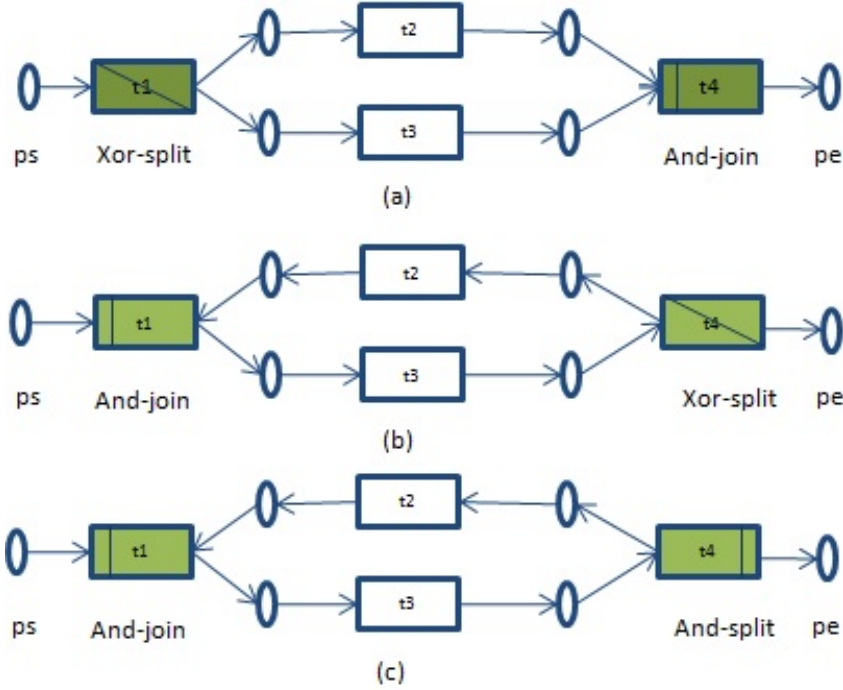 t2
t1
t4
t3
ps
Xor-split
And-join
pe
(a)
t2
t1
t4
t3
ps
And-join
Xor-split
pe
(b)
t2
t1
t4
t3
ps
And-join
And-split
pe
(c)